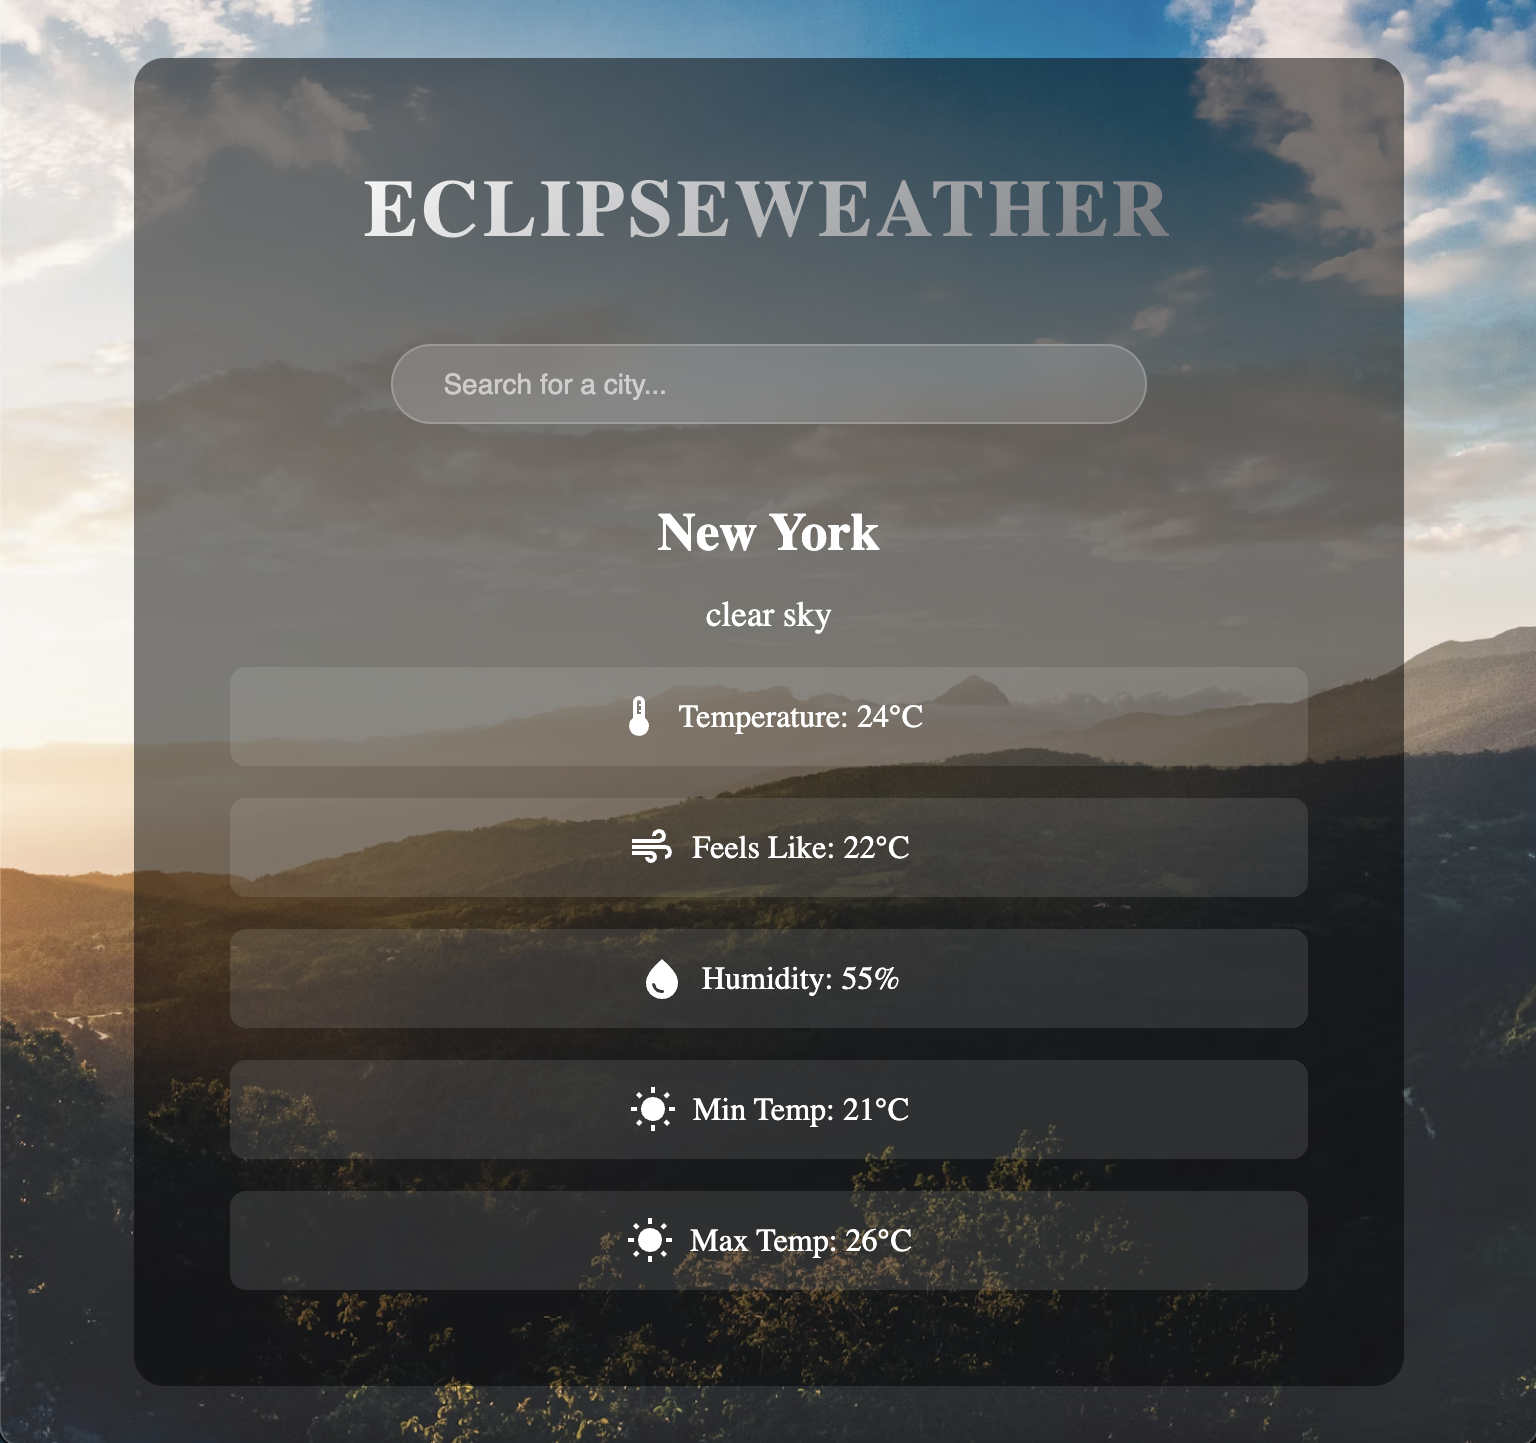 ECLIPSEWEATHER
Search for a city...
New York
clear sky
Temperature: 24°C
Feels Like: 22°C
Humidity: 55%
Min Temp: 21°C
Max Temp: 26°C